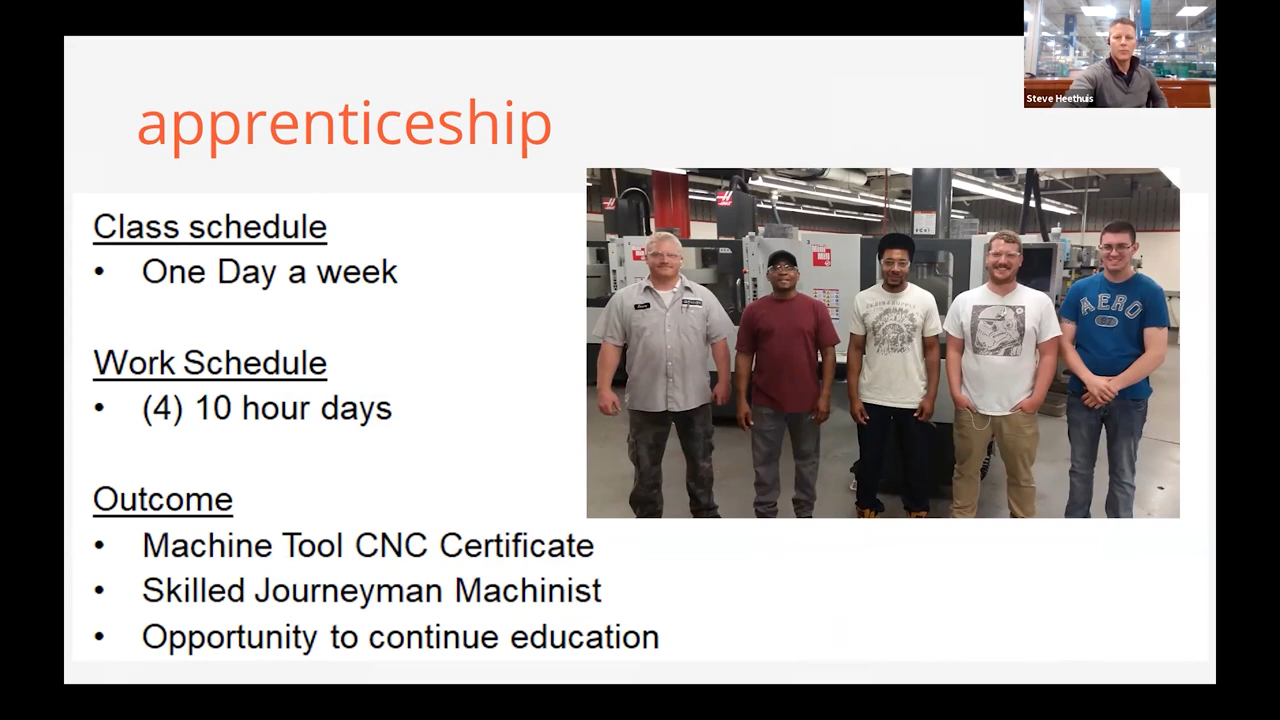 Steve Heethuis
apprenticeship
Class schedule
• One Day a week
Work Schedule
• (4) 10 hour days
Outcome
• Machine Tool CNC Certificate
• Skilled Journeyman Machinist
• Opportunity to continue education
AERO